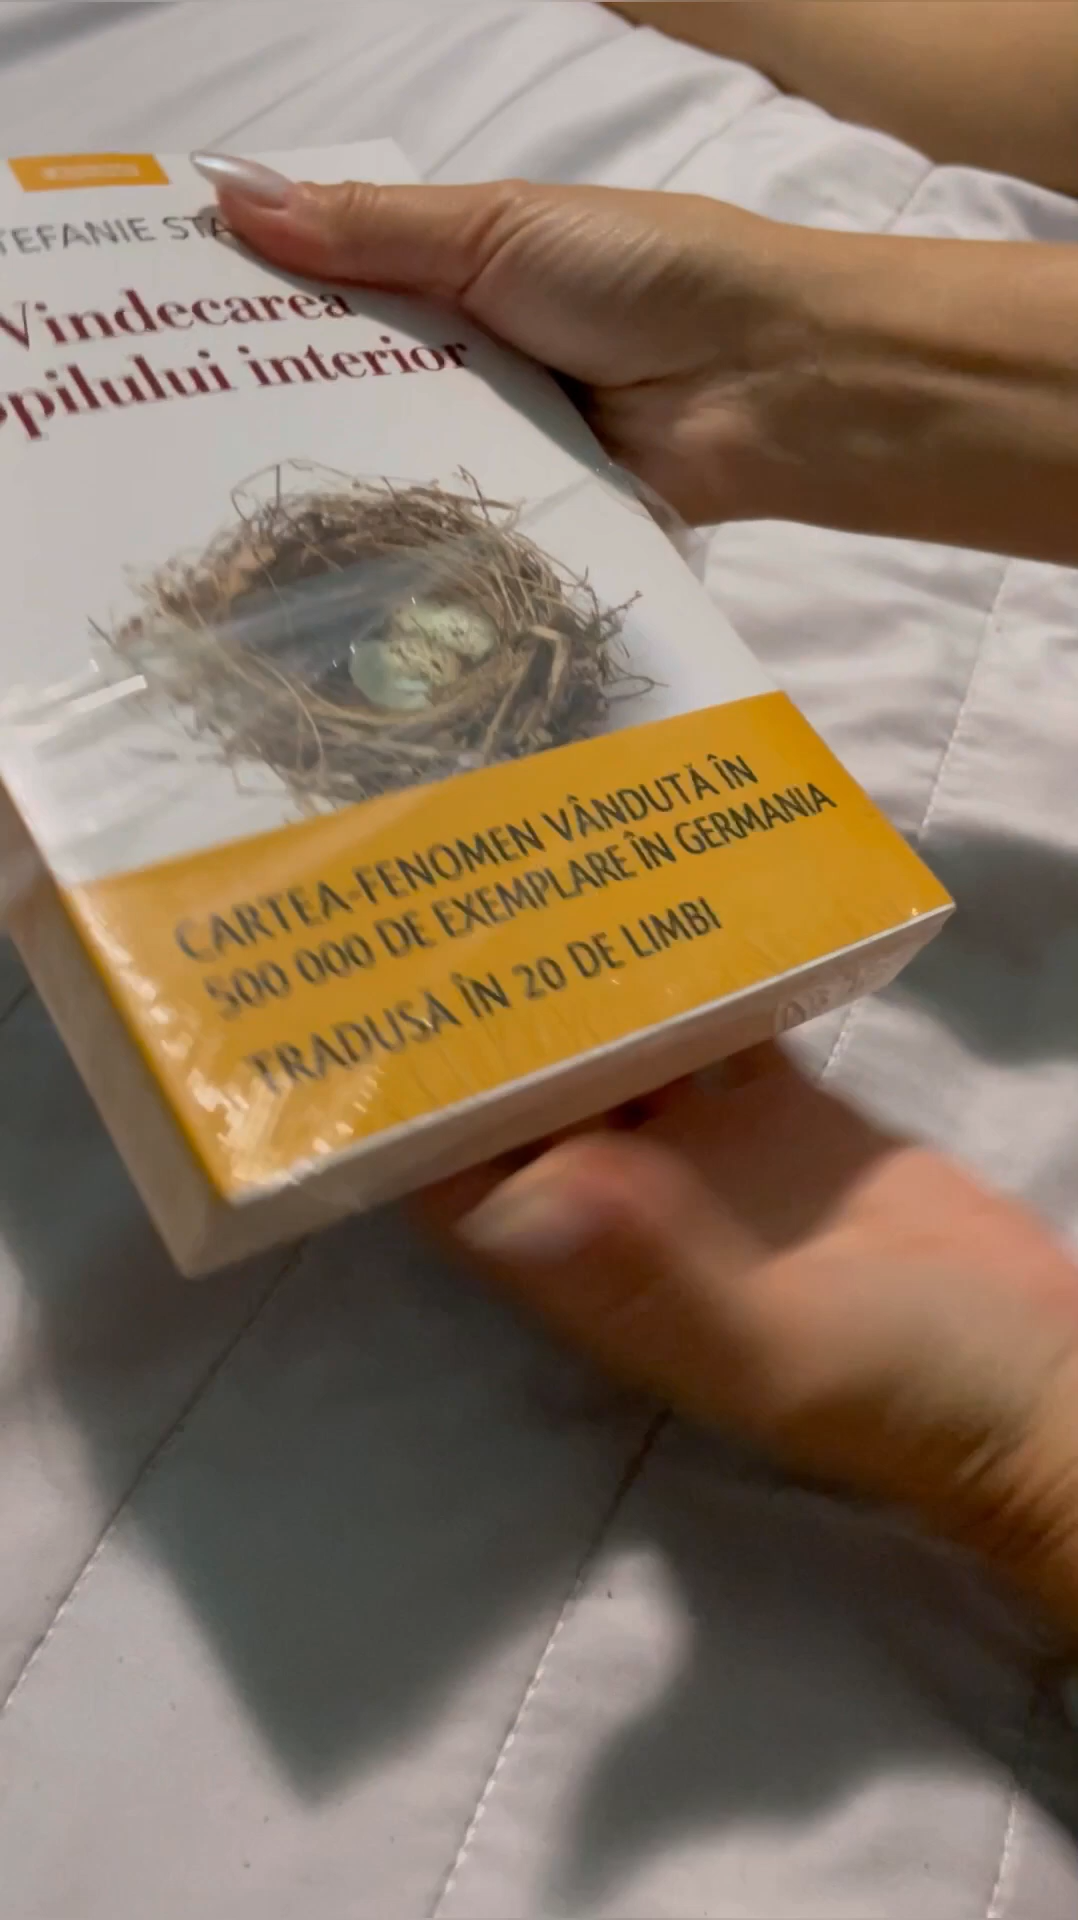 TEFANIE STA
Vindecarea
opilului interior
CARTEA-FENOMEN VÂNDUTĂ ÎN
500 000 DE EXEMPLARE ÎN GERMANIA
TRADUSĂ ÎN 20 DE LIMBI